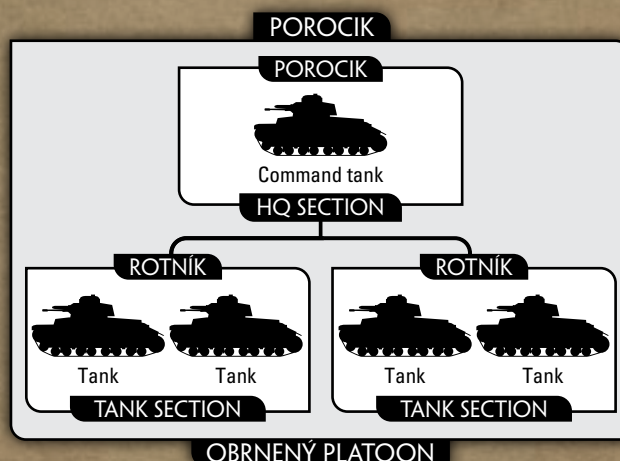 POROCIK
POROCIK
Command tank
HQ SECTION
ROTNÍK
Tank Tank
TANK SECTION
ROTNÍK
Tank Tank
TANK SECTION
OBRNENÝ PLATOON